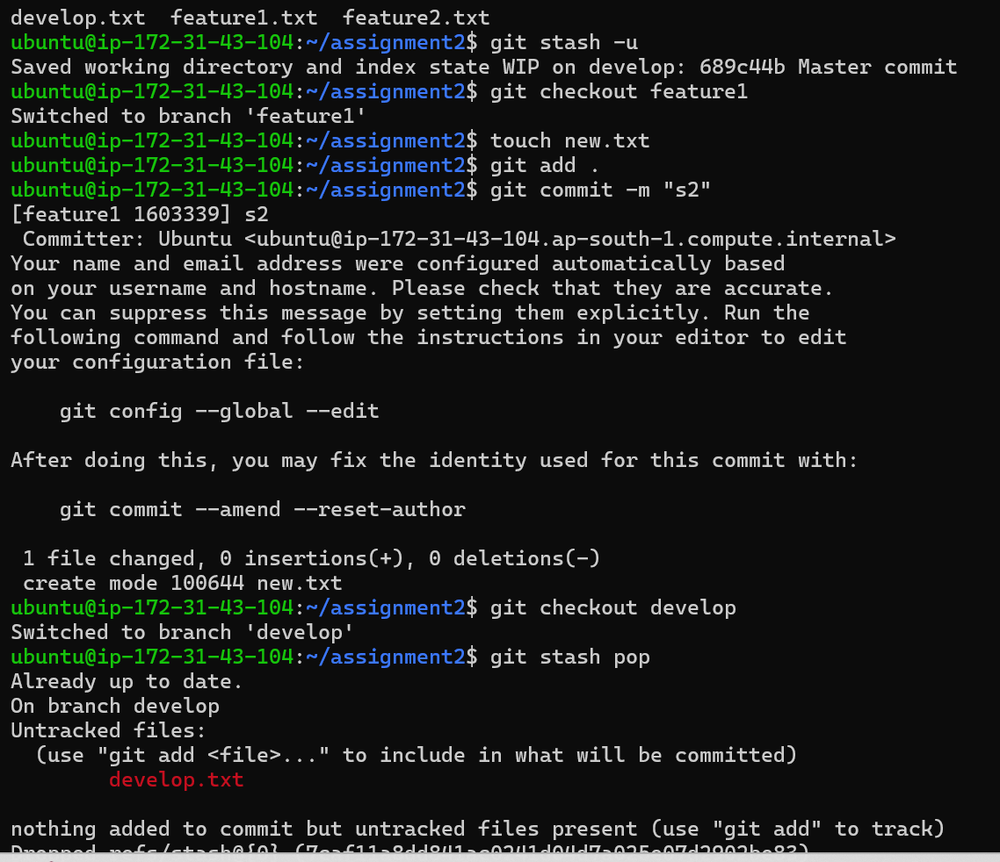 develop.txt  feature1.txt  feature2.txt
ubuntu@ip-172-31-43-104:~/assignment2$ git stash -u
Saved working directory and index state WIP on develop: 689c44b Master commit
ubuntu@ip-172-31-43-104:~/assignment2$ git checkout feature1
Switched to branch 'feature1'
ubuntu@ip-172-31-43-104:~/assignment2$ touch new.txt
ubuntu@ip-172-31-43-104:~/assignment2$ git add .
ubuntu@ip-172-31-43-104:~/assignment2$ git commit -m "s2"
[feature1 1603339] s2
 Committer: Ubuntu <ubuntu@ip-172-31-43-104.ap-south-1.compute.internal>
Your name and email address were configured automatically based
on your username and hostname. Please check that they are accurate.
You can suppress this message by setting them explicitly. Run the
following command and follow the instructions in your editor to edit
your configuration file:

    git config --global --edit

After doing this, you may fix the identity used for this commit with:

    git commit --amend --reset-author

 1 file changed, 0 insertions(+), 0 deletions(-)
 create mode 100644 new.txt
ubuntu@ip-172-31-43-104:~/assignment2$ git checkout develop
Switched to branch 'develop'
ubuntu@ip-172-31-43-104:~/assignment2$ git stash pop
Already up to date.
On branch develop
Untracked files:
  (use "git add <file>..." to include in what will be committed)
        develop.txt

nothing added to commit but untracked files present (use "git add" to track)
Dropped refs/stash@{0}